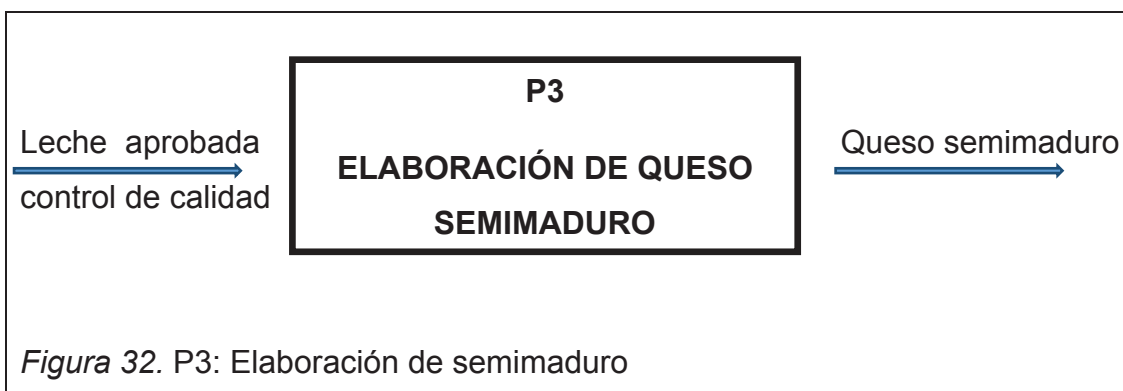 P3
Leche aprobada
control de calidad
ELABORACIÓN DE QUESO
SEMIMADURO
Queso semimaduro
Figura 32. P3: Elaboración de semimaduro